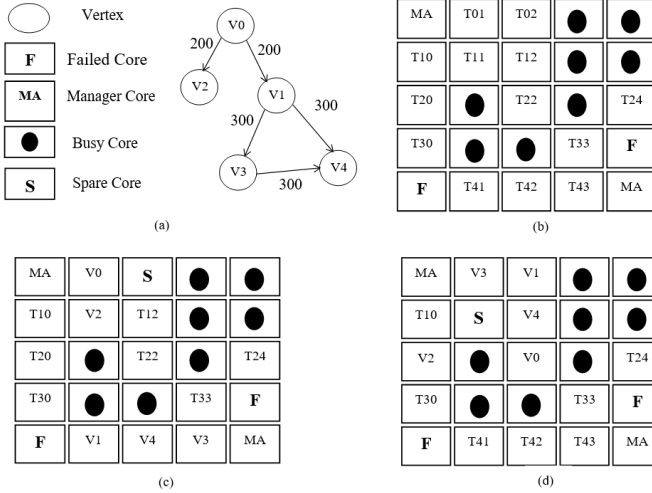 Vertex
F Failed Core
MA Manager Core
Busy Core
S Spare Core
V0
200 200
V2 V1
300 300
V3 V4
300
(a)
MA T01 T02
T10 T11 T12
T20 T22 T24
T30 T33 F
F T41 T42 T43 MA
(b)
MA V0 S
T10 V2 T12
T20 T22 T24
T30 T33 F
F V1 V4 V3 MA
(c)
MA V3 V1
T10 S V4
V2 V0 T24
T30 T33 F
F T41 T42 T43 MA
(d)